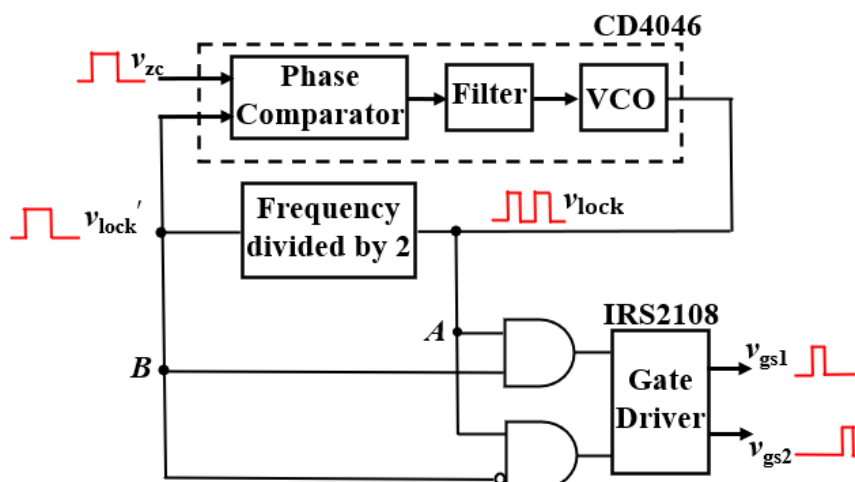 CD4046
vzc
Phase
Comparator
Filter
VCO
vlock'
Frequency
divided by 2
vlock
A
B
IRS2108
Gate
Driver
vgs1
vgs2